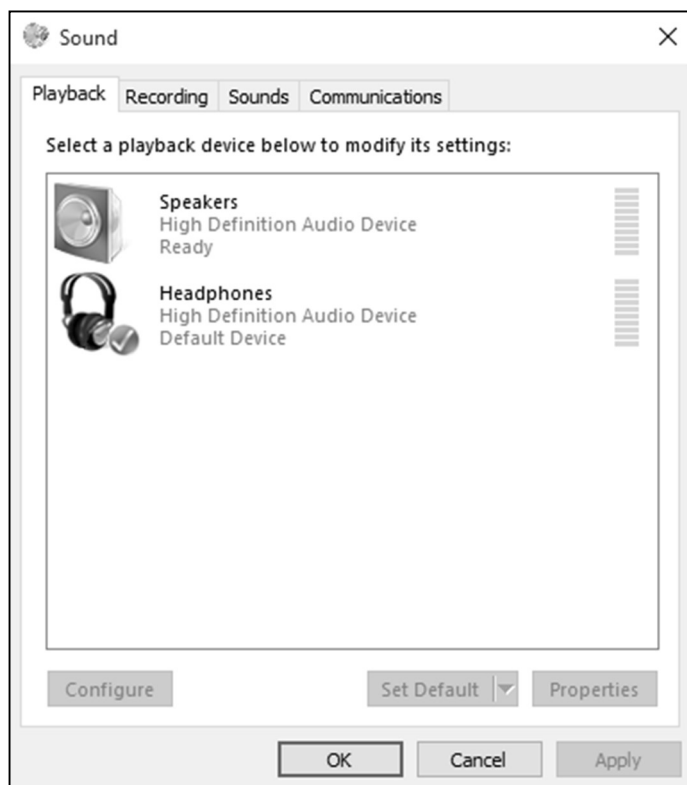 Sound
Playback Recording Sounds Communications
Select a playback device below to modify its settings:
Speakers
High Definition Audio Device
Ready
Headphones
High Definition Audio Device
Default Device
Configure Set Default Properties
OK Cancel Apply